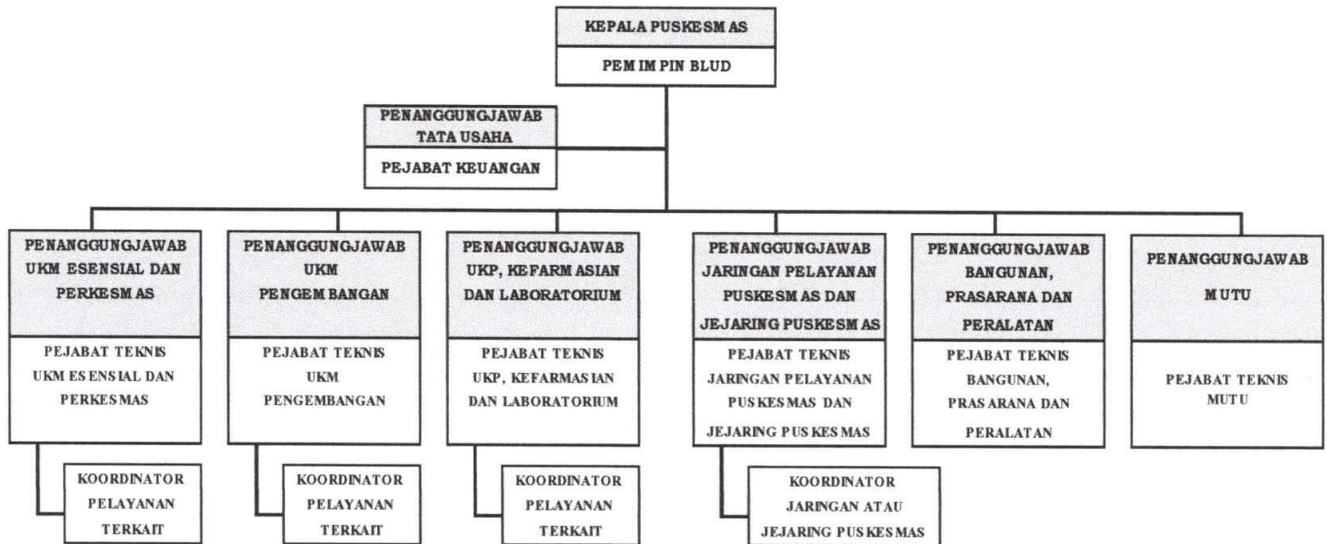 KEPALA PUSKESMAS
PEMIMPIN BLUD
PENANGGUNGJAWAB
TATA USAHA
PEJABAT KEUANGAN
PENANGGUNGJAWAB
UKM ESENSIAL DAN
PERKESMAS
PEJABAT TEKNIS
UKM ESENSIAL DAN
PERKESMAS
KOORDINATOR
PELAYANAN
TERKAIT
PENANGGUNGJAWAB
UKM
PENGEMBANGAN
PEJABAT TEKNIS
UKM
PENGEMBANGAN
KOORDINATOR
PELAYANAN
TERKAIT
PENANGGUNGJAWAB
UKP, KEFARMASIAN
DAN LABORATORIUM
PEJABAT TEKNIS
UKP, KEFARMASIAN
DAN LABORATORIUM
KOORDINATOR
PELAYANAN
TERKAIT
PENANGGUNGJAWAB
JARINGAN PELAYANAN
PUSKESMAS DAN
JEJARING PUSKESMAS
PEJABAT TEKNIS
JARINGAN PELAYANAN
PUSKESMAS DAN
JEJARING PUSKESMAS
KOORDINATOR
JARINGAN ATAU
JEJARING PUSKESMAS
PENANGGUNGJAWAB
BANGUNAN,
PRASARANA DAN
PERALATAN
PEJABAT TEKNIS
BANGUNAN,
PRASARANA DAN
PERALATAN
PENANGGUNGJAWAB
MUTU
PEJABAT TEKNIS
MUTU